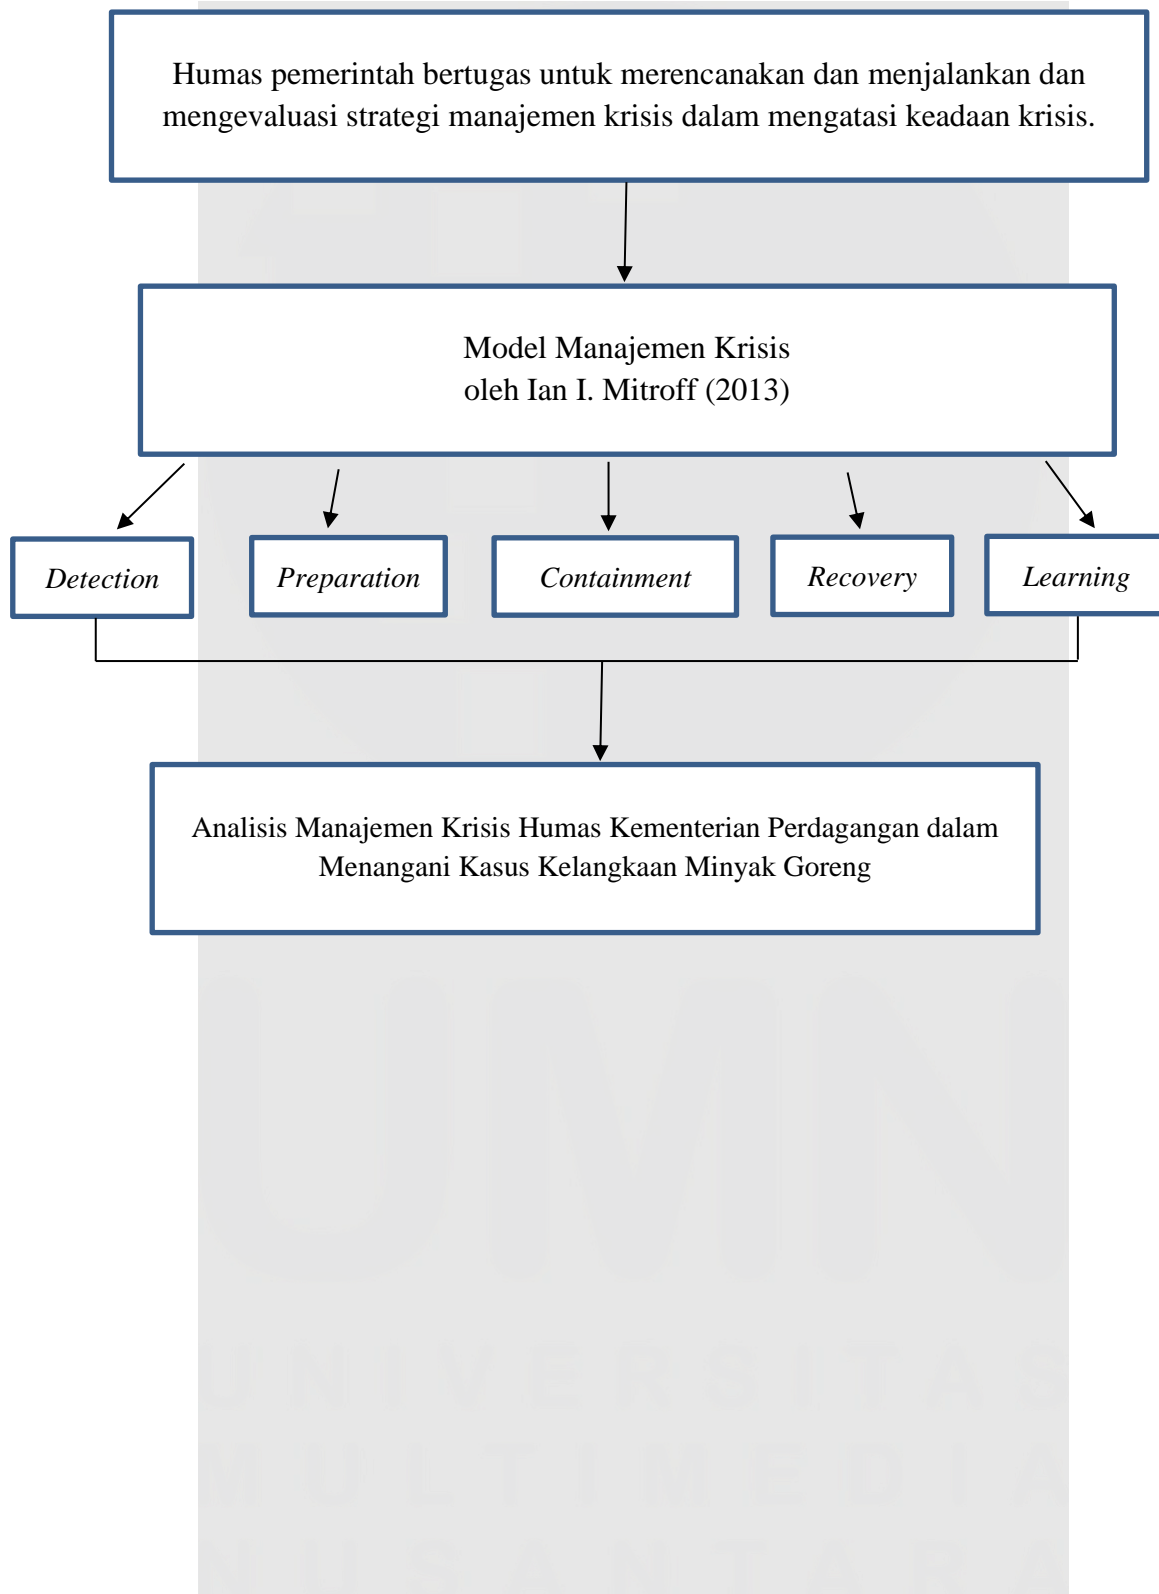 Humas pemerintah bertugas untuk merencanakan dan menjalankan dan
mengevaluasi strategi manajemen krisis dalam mengatasi keadaan krisis.
Model Manajemen Krisis
oleh Ian I. Mitroff (2013)
Detection
Preparation
Containment
Recovery
Learning
Analisis Manajemen Krisis Humas Kementerian Perdagangan dalam
Menangani Kasus Kelangkaan Minyak Goreng
UMN
UNIVERSITAS
MULTIMEDIA
NUSANTARA